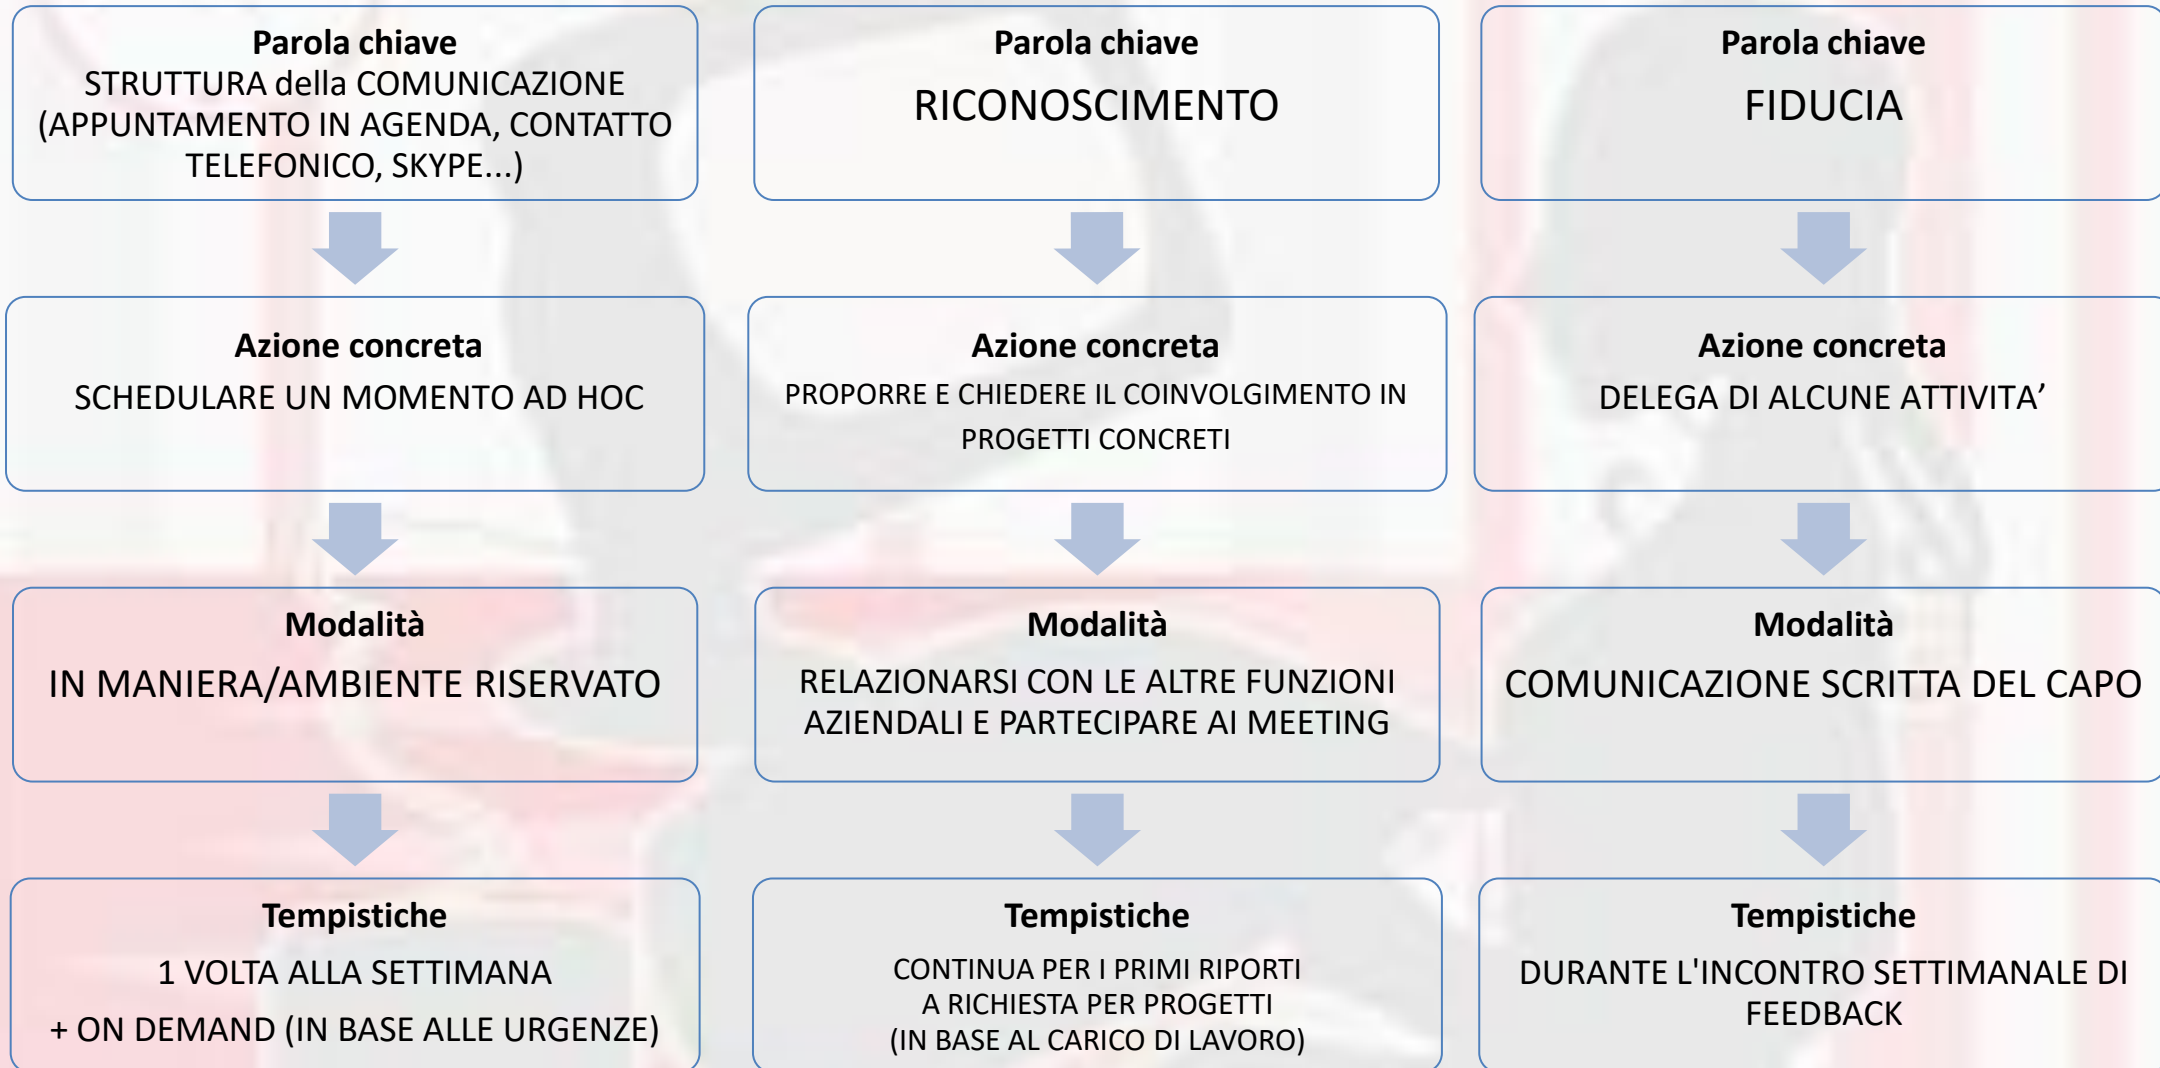 Parola chiave
STRUTTURA della COMUNICAZIONE
(APPUNTAMENTO IN AGENDA, CONTATTO
TELEFONICO, SKYPE...)
Azione concreta
SCHEDULARE UN MOMENTO AD HOC
Modalità
IN MANIERA/AMBIENTE RISERVATO
Tempistiche
1 VOLTA ALLA SETTIMANA
+ ON DEMAND (IN BASE ALLE URGENZE)
Parola chiave
RICONOSCIMENTO
Azione concreta
PROPORRE E CHIEDERE IL COINVOLGIMENTO IN
PROGETTI CONCRETI
Modalità
RELAZIONARSI CON LE ALTRE FUNZIONI
AZIENDALI E PARTECIPARE AI MEETING
Tempistiche
CONTINUA PER I PRIMI RIPORTI
A RICHIESTA PER PROGETTI
(IN BASE AL CARICO DI LAVORO)
Parola chiave
FIDUCIA
Azione concreta
DELEGA DI ALCUNE ATTIVITA’
Modalità
COMUNICAZIONE SCRITTA DEL CAPO
Tempistiche
DURANTE L'INCONTRO SETTIMANALE DI
FEEDBACK